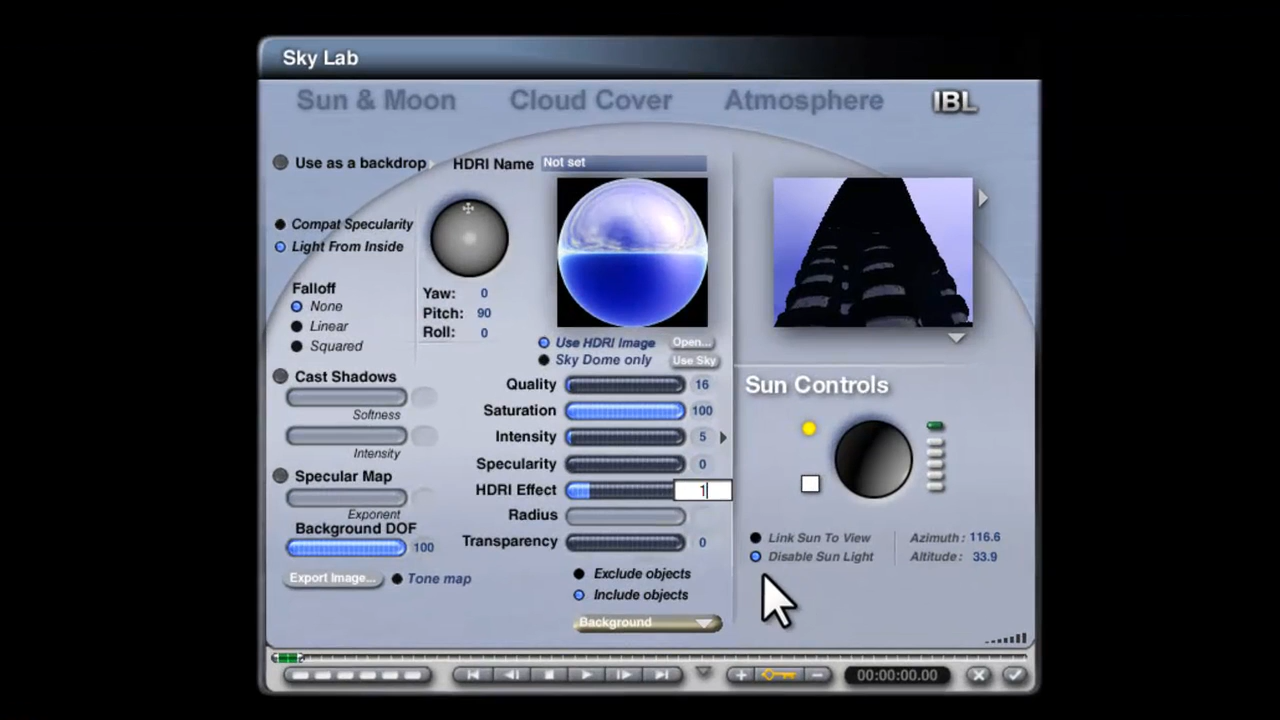 Sky Lab
Sun & Moon Cloud Cover Atmosphere IBL
Use as a backdrop
HDRI Name Not set
Compat Specularity
Light From Inside
Falloff
None
Linear
Squared
Yaw: 0
Pitch: 90
Roll: 0
Use HDRI Image Open...
Sky Dome only Use Sky
Cast Shadows
Softness
Intensity
Specular Map
Exponent
Background DOF
100
Export Image... Tone map
Quality 16
Saturation 100
Intensity 5
Specularity 0
HDRI Effect 1
Radius
Transparency 0
Exclude objects
Include objects
Background
Sun Controls
Link Sun To View
Disable Sun Light
Azimuth: 116.6
Altitude: 33.9
00:00:00.00